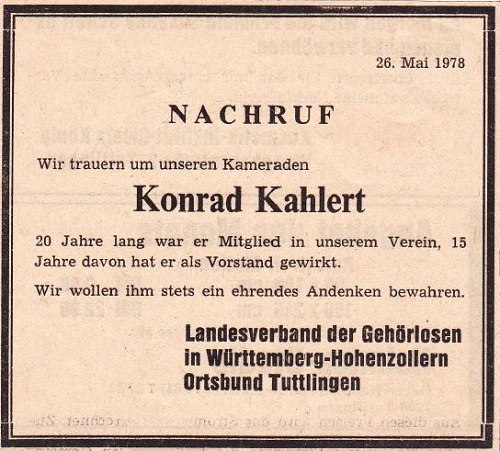 26. Mai 1978
NACHRUF
Wir trauern um unseren Kameraden
Konrad Kahlert
20 Jahre lang war er Mitglied in unserem Verein, 15
Jahre davon hat er als Vorstand gewirkt.
Wir wollen ihm stets ein ehrendes Andenken bewahren.
Landesverband der Gehörlosen
in Württemberg-Hohenzollern
Ortsbund Tuttlingen